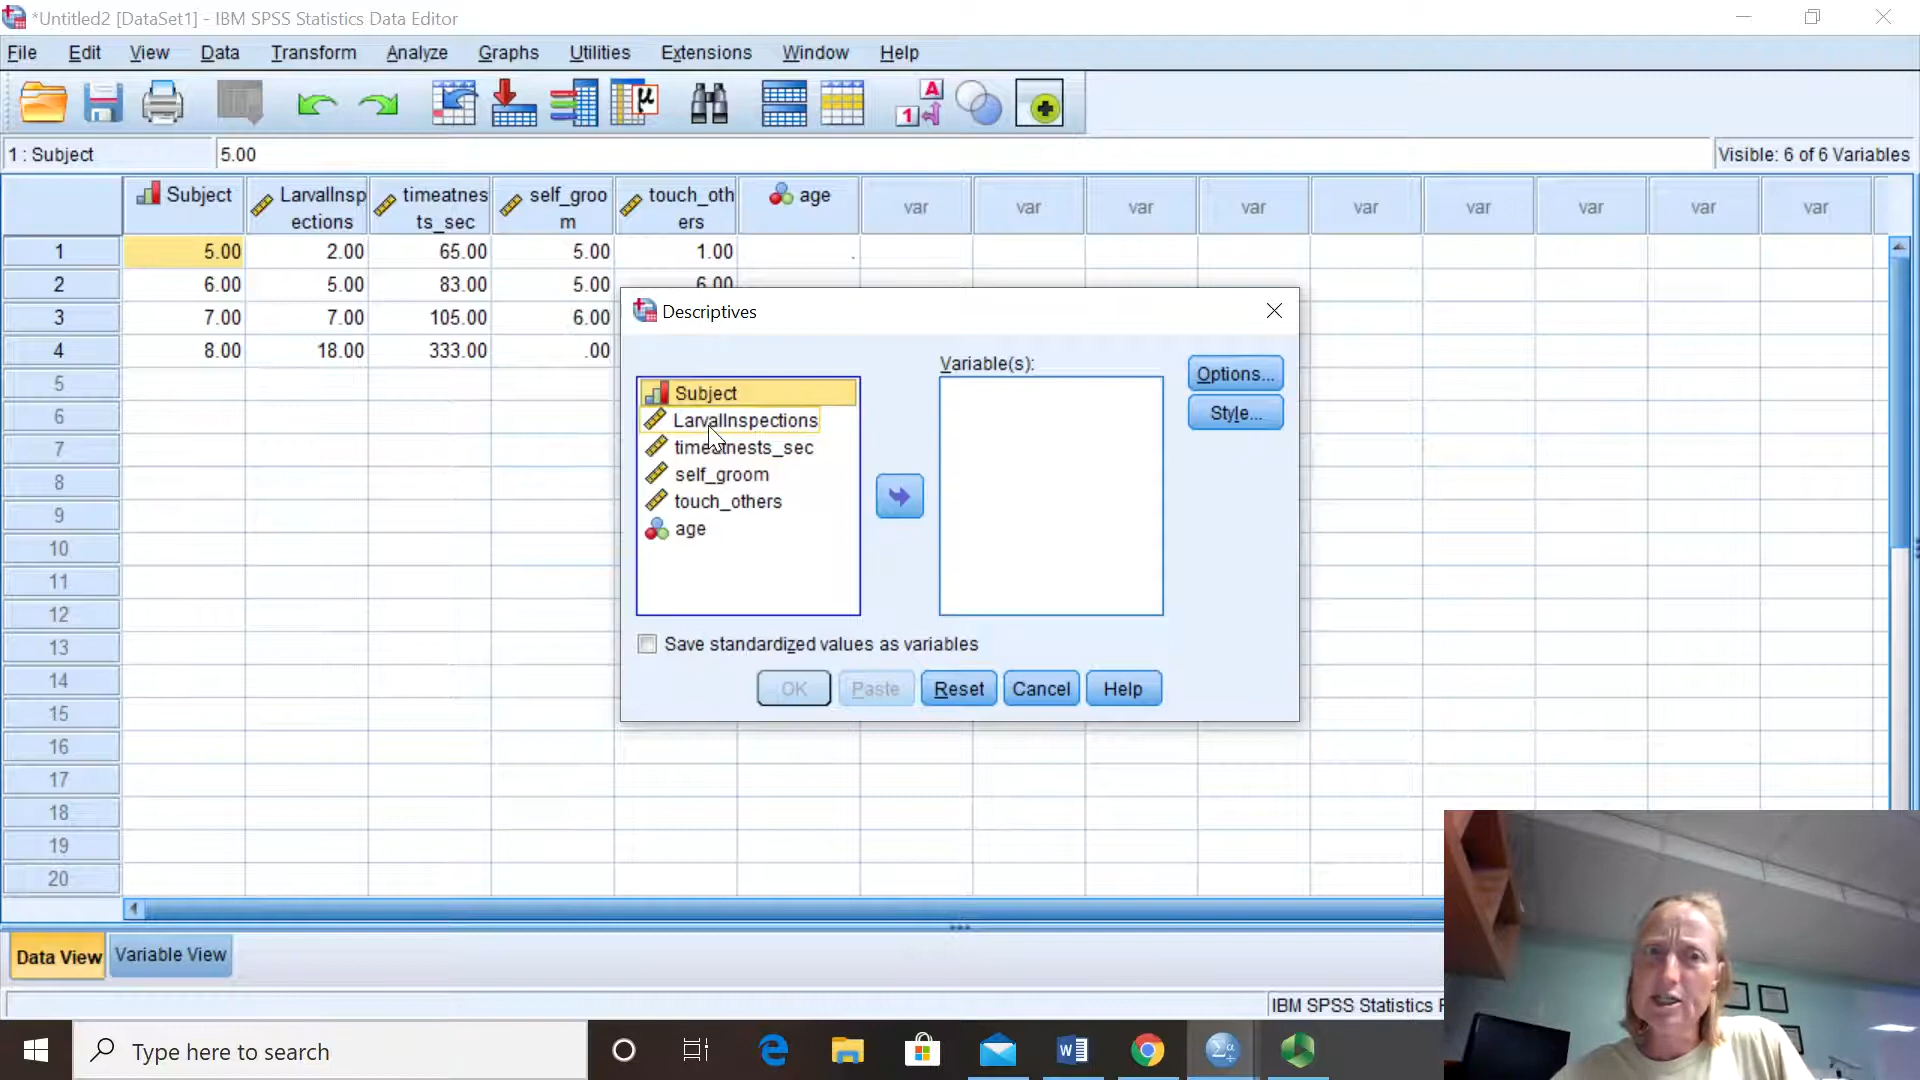 *Untitled2 [DataSet1] - IBM SPSS Statistics Data Editor
File Edit View Data Transform Analyze Graphs Utilities Extensions Window Help
1 : Subject 5.00 Visible: 6 of 6 Variables
Subject LarvalInsp timeatnes self_groo touch_oth age var var var var var var var var var
ections ts_sec m ers
1 5.00 2.00 65.00 5.00 1.00 .
2 6.00 5.00 83.00 5.00 6.00
3 7.00 7.00 105.00 6.00
4 8.00 18.00 333.00 .00
5
6
7
8
9
10
11
12
13
14
15
16
17
18
19
20
Descriptives
Variable(s):
Subject
LarvalInspections
timeatnests_sec
self_groom
touch_others
age
Options...
Style...
Save standardized values as variables
OK Paste Reset Cancel Help
Data View Variable View
IBM SPSS Statistics
Type here to search